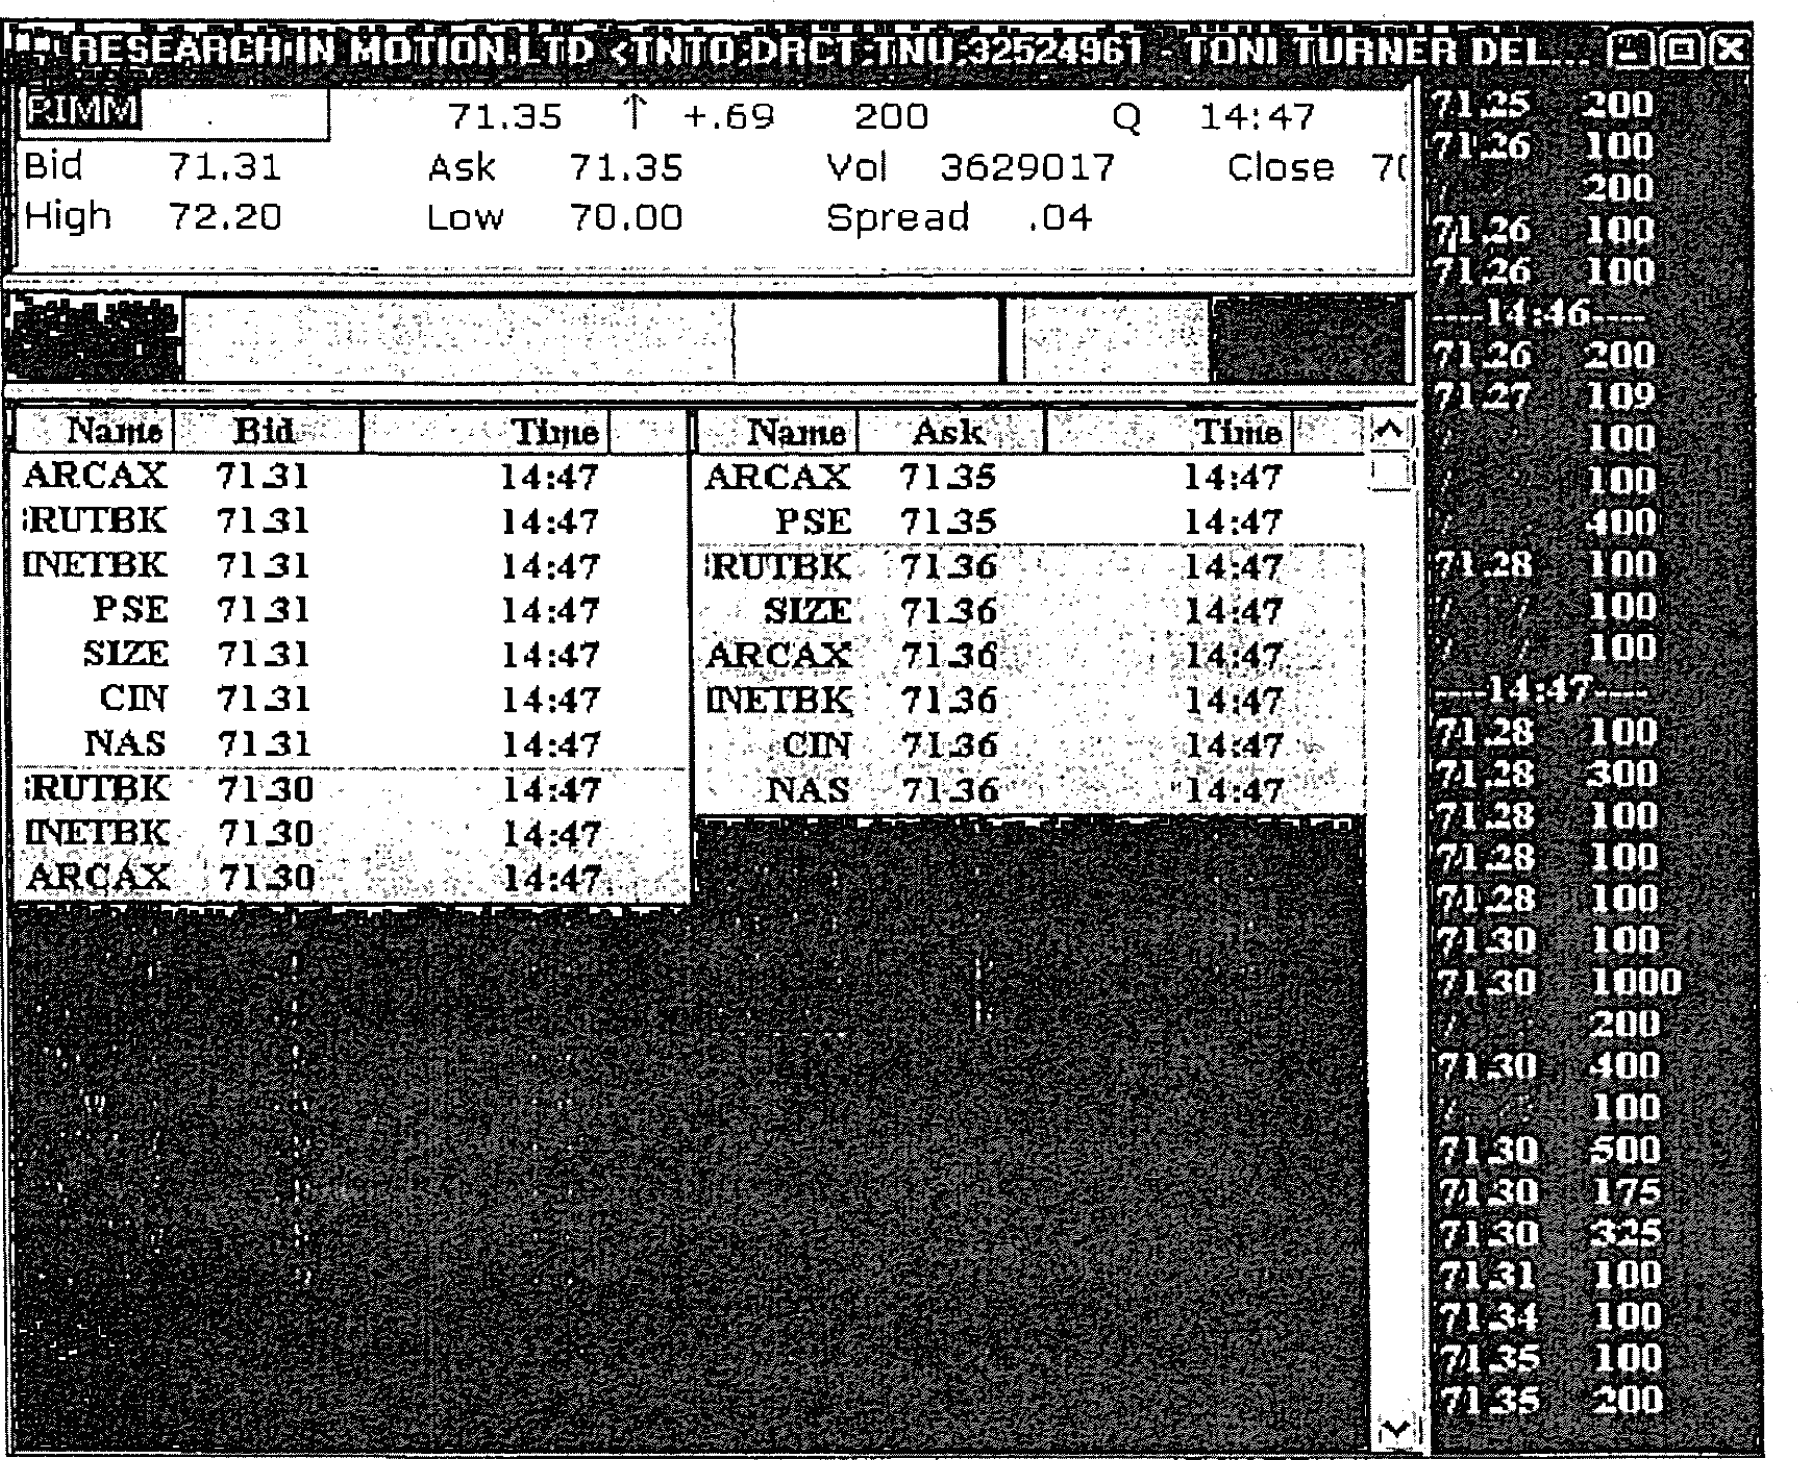 RESEARCH IN MOTION LTD <TNTO;DRCT;TNU;32524961 - TONI TURNER DEL...
RIMM 71.35 ↑ +.69 200 Q 14:47
Bid 71.31 Ask 71.35 Vol 3629017 Close
High 72.20 Low 70.00 Spread .04
Name Bid Time Name Ask Time
ARCAX 71.31 14:47 ARCAX 71.35 14:47
RUTBK 71.31 14:47 PSE 71.35 14:47
INETBK 71.31 14:47 RUTBK 71.36 14:47
PSE 71.31 14:47 SIZE 71.36 14:47
SIZE 71.31 14:47 ARCAX 71.36 14:47
CIN 71.31 14:47 INETBK 71.36 14:47
NAS 71.31 14:47 CIN 71.36 14:47
RUTBK 71.30 14:47 NAS 71.36 14:47
INETBK 71.30 14:47
ARCAX 71.30 14:47
71.25 200
71.26 100
200
71.26 100
71.26 100
----14:46----
71.26 200
71.27 109
100
100
400
71.28 100
100
100
----14:47----
71.28 100
71.28 300
71.28 100
71.28 100
71.28 100
71.30 100
71.30 1000
200
71.30 400
100
71.30 500
71.30 175
71.30 325
71.31 100
71.34 100
71.35 100
71.35 200